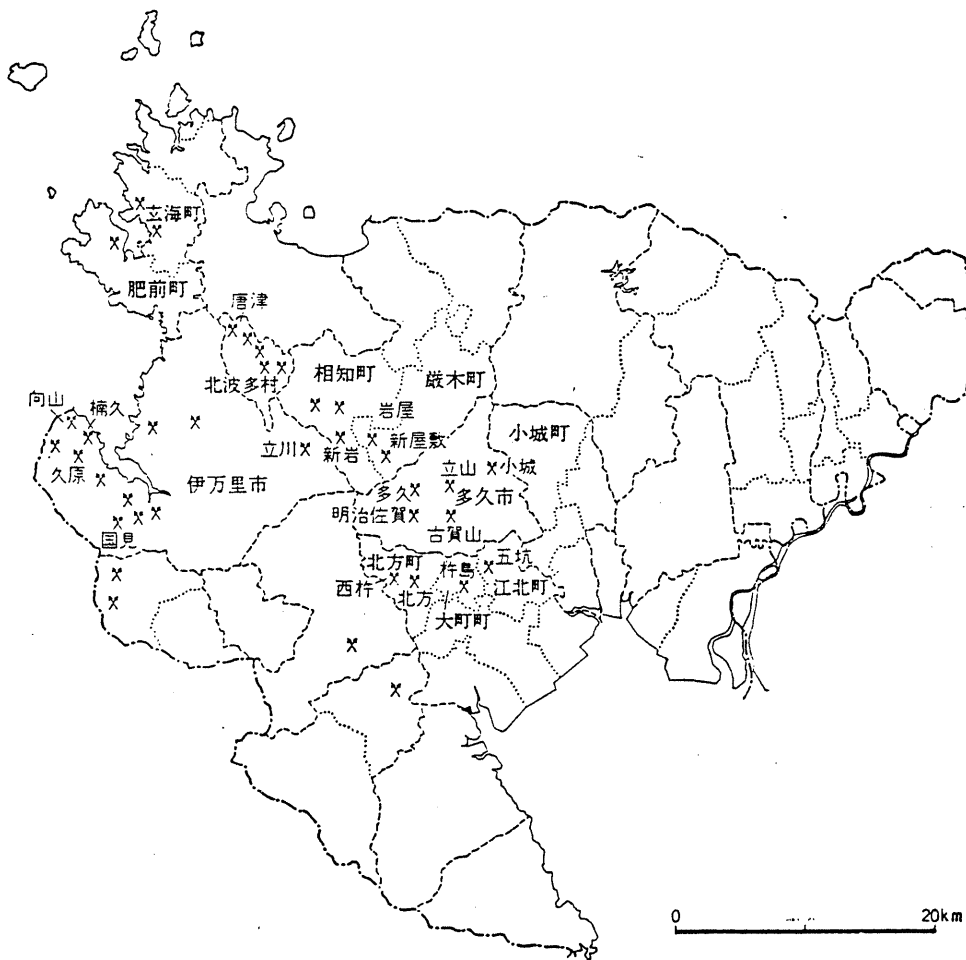 玄海町
肥前町
唐津
北波多村
相知町
厳木町
岩屋
向山
楠久
立川
新岩
新屋敷
小城町
久原
伊万里市
立山
小城
多久
多久市
明治佐賀
古賀山
国見
北方町
杵島
五坑
西杵
北方
江北町
大町町
0
20km